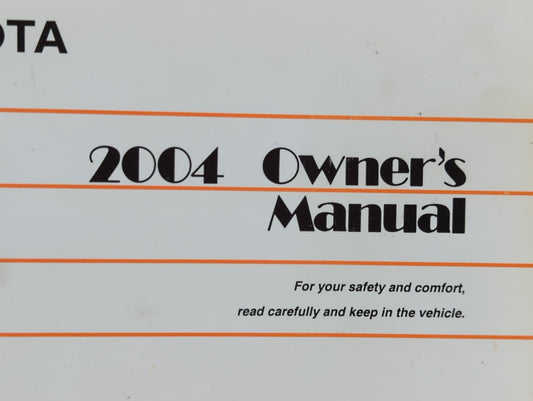 OTA
2004 Owner's
Manual
For your safety and comfort,
read carefully and keep in the vehicle.